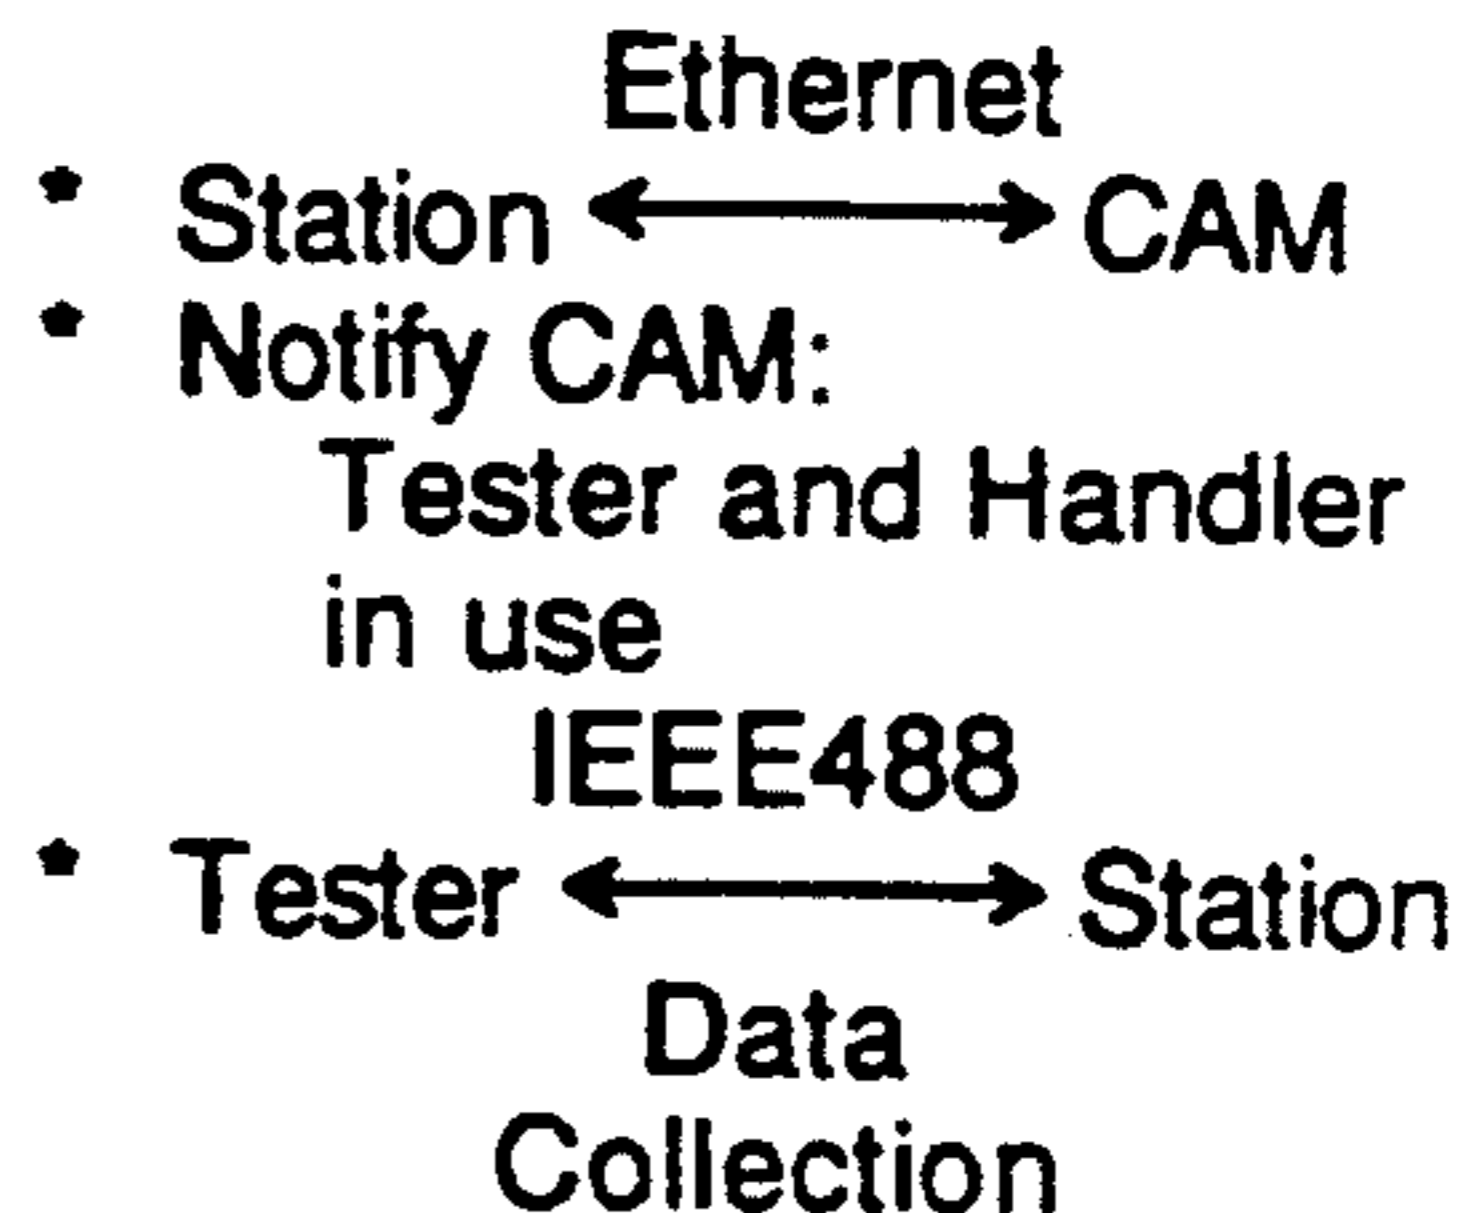 Ethernet
* Station ⟷ CAM
* Notify CAM:
Tester and Handler
in use
IEEE488
* Tester ⟷ Station
Data
Collection